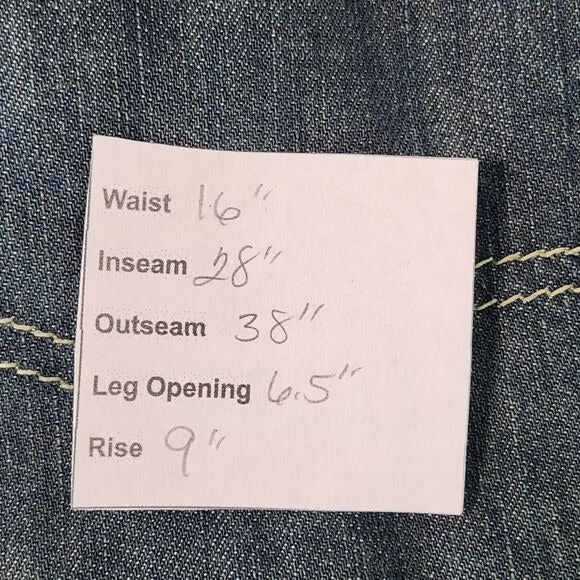 Waist 16"
Inseam 28"
Outseam 38"
Leg Opening 6.5"
Rise 9"